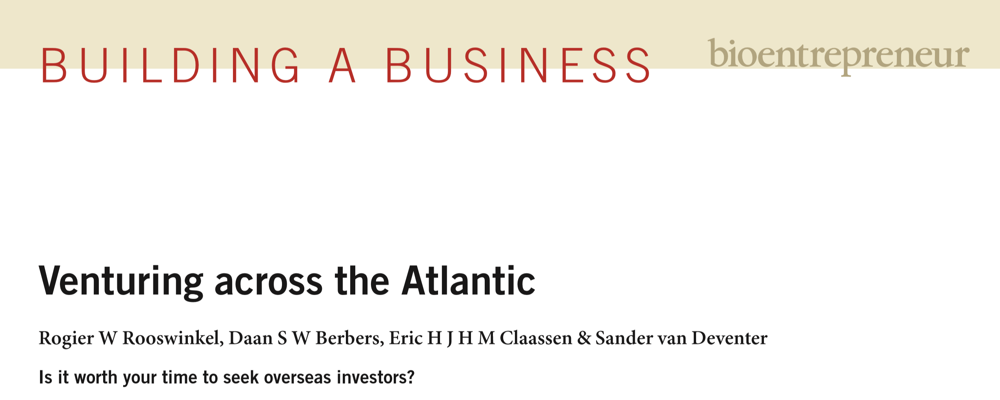 BUILDING A BUSINESS
bioentrepreneur
Venturing across the Atlantic
Rogier W Rooswinkel, Daan S W Berbers, Eric H J H M Claassen & Sander van Deventer
Is it worth your time to seek overseas investors?